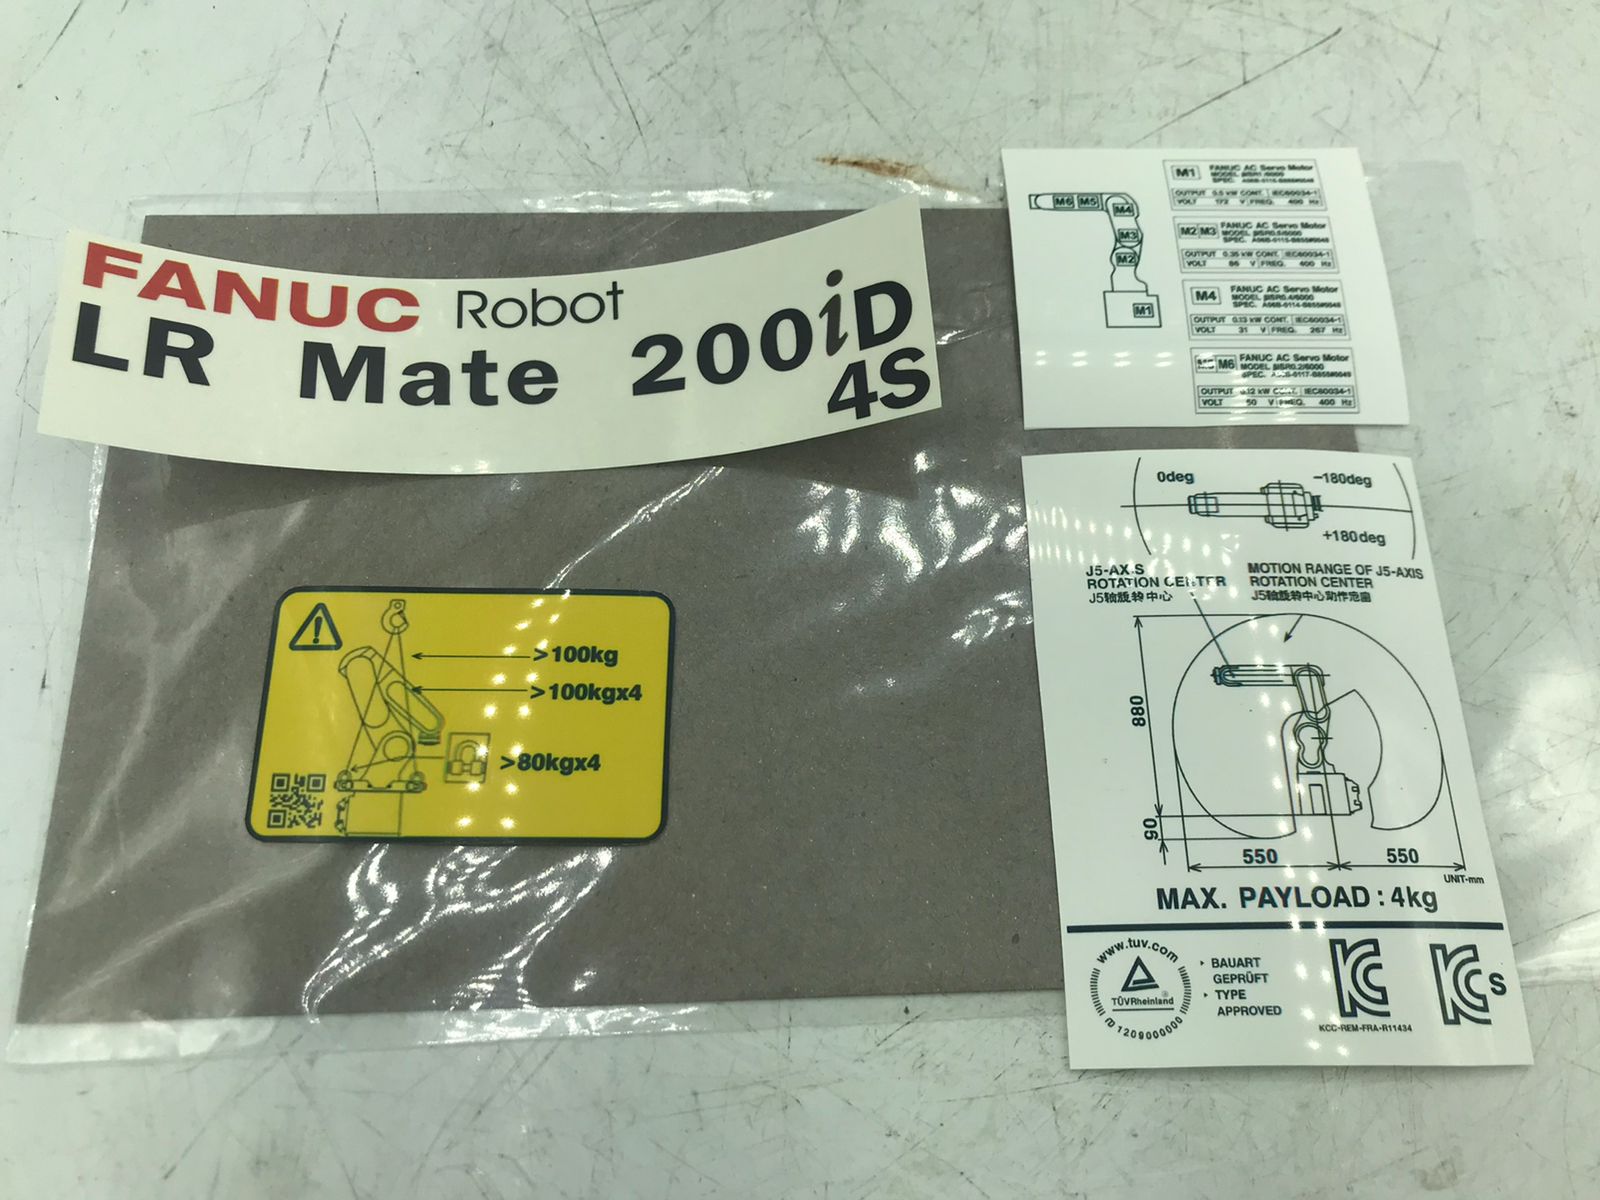 FANUC Robot
LR Mate 200iD
4S
>100kg
>100kgx4
>80kgx4
M6 M5 M4
M3
M2
M1
M1 FANUC AC Servo Motor
OUTPUT 0.5 kW CONT. IEC60034-1
VOLT 172 V FREQ. 400 Hz
M2 M3 FANUC AC Servo Motor
OUTPUT 0.35 kW CONT. IEC60034-1
VOLT 86 V FREQ. 400 Hz
M4 FANUC AC Servo Motor
OUTPUT 0.13 kW CONT. IEC60034-1
VOLT 31 V FREQ. 267 Hz
M5 M6 FANUC AC Servo Motor
OUTPUT 0.12 kW CONT. IEC60034-1
VOLT 50 V FREQ. 400 Hz
0deg
-180deg
+180deg
J5-AXIS
ROTATION CENTER
MOTION RANGE OF J5-AXIS
ROTATION CENTER
880
90
550
550
UNIT-mm
MAX. PAYLOAD : 4kg
www.tuv.com
TÜVRheinland®
ID 1209000000
BAUART
GEPRÜFT
TYPE
APPROVED
KC
KCC-REM-FRA-R11434
KCs